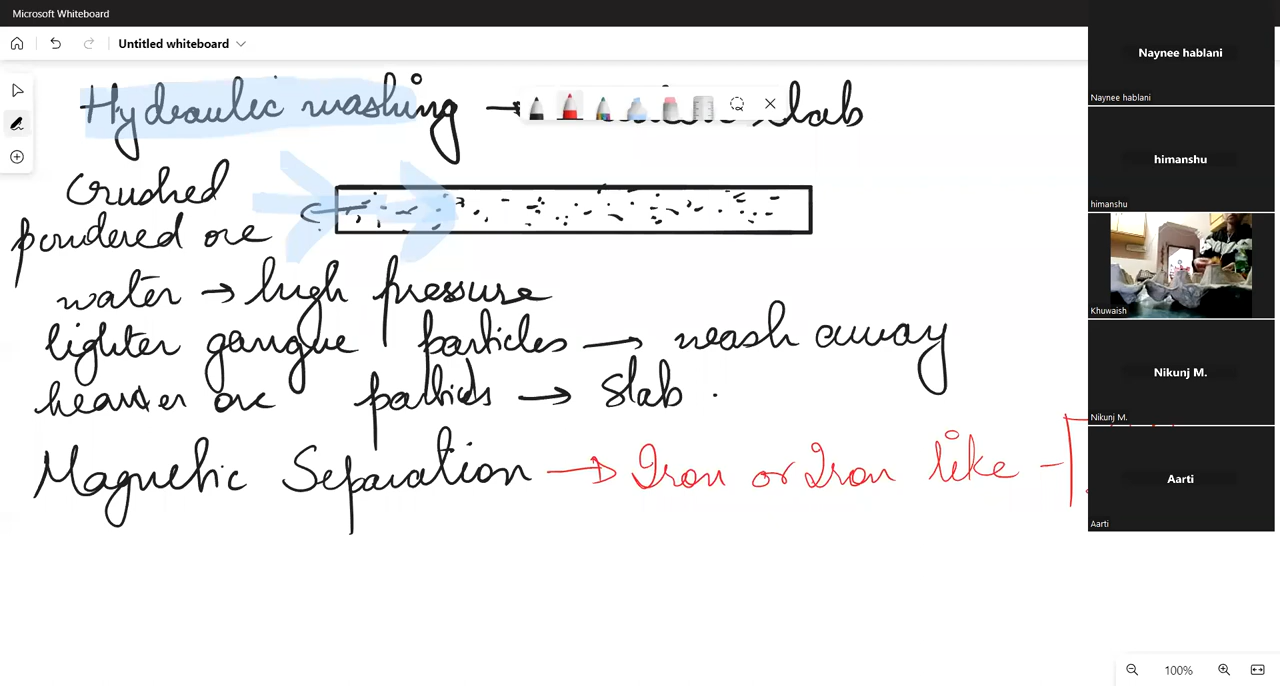 Microsoft Whiteboard
Untitled whiteboard
Hydraulic washing → slab
Crushed
powdered ore
water → high pressure
lighter gangue particles → wash away
heavier ore particles → slab .
Magnetic Separation → Iron or Iron like -
Naynee hablani
Naynee hablani
himanshu
himanshu
Khuwaish
Nikunj M.
Nikunj M.
Aarti
Aarti
100%